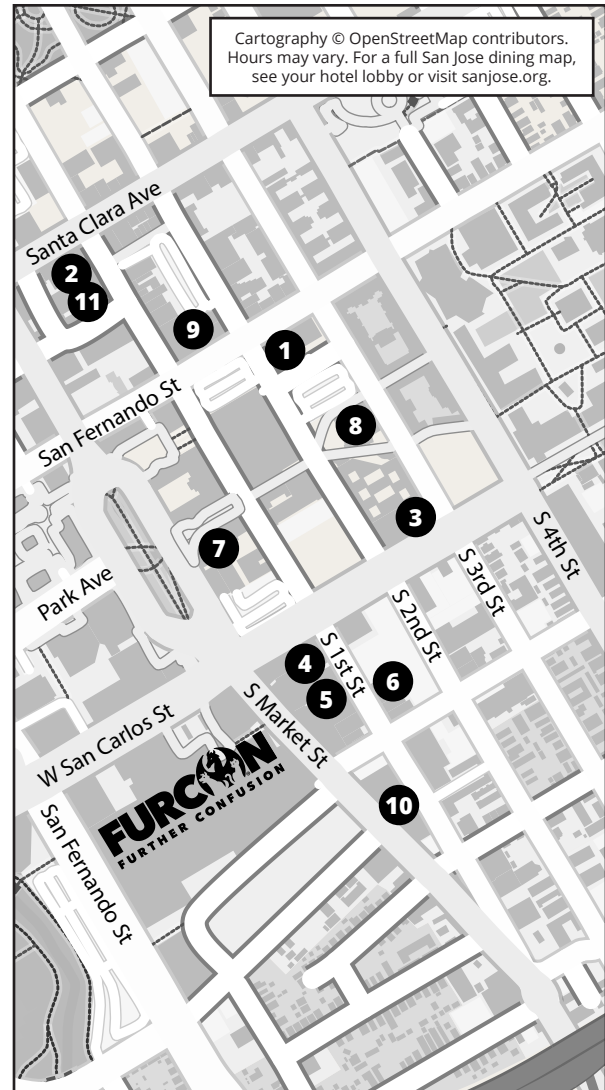 Cartography © OpenStreetMap contributors.
Hours may vary. For a full San Jose dining map,
see your hotel lobby or visit sanjose.org.
Santa Clara Ave
2
11
9
1
San Fernando St
8
3
7
S 4th St
Park Ave
S 3rd St
S 2nd St
S 1st St
4
6
5
S Market St
W San Carlos St
10
FURCON
FURTHER CONFUSION
San Fernando St